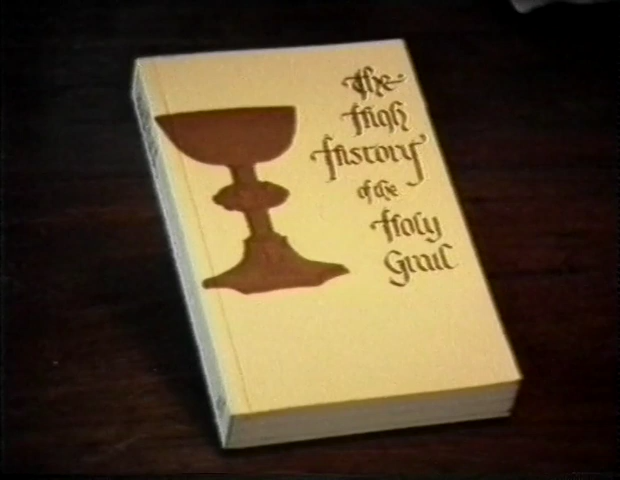 The
High
History
of the
Holy
Grail